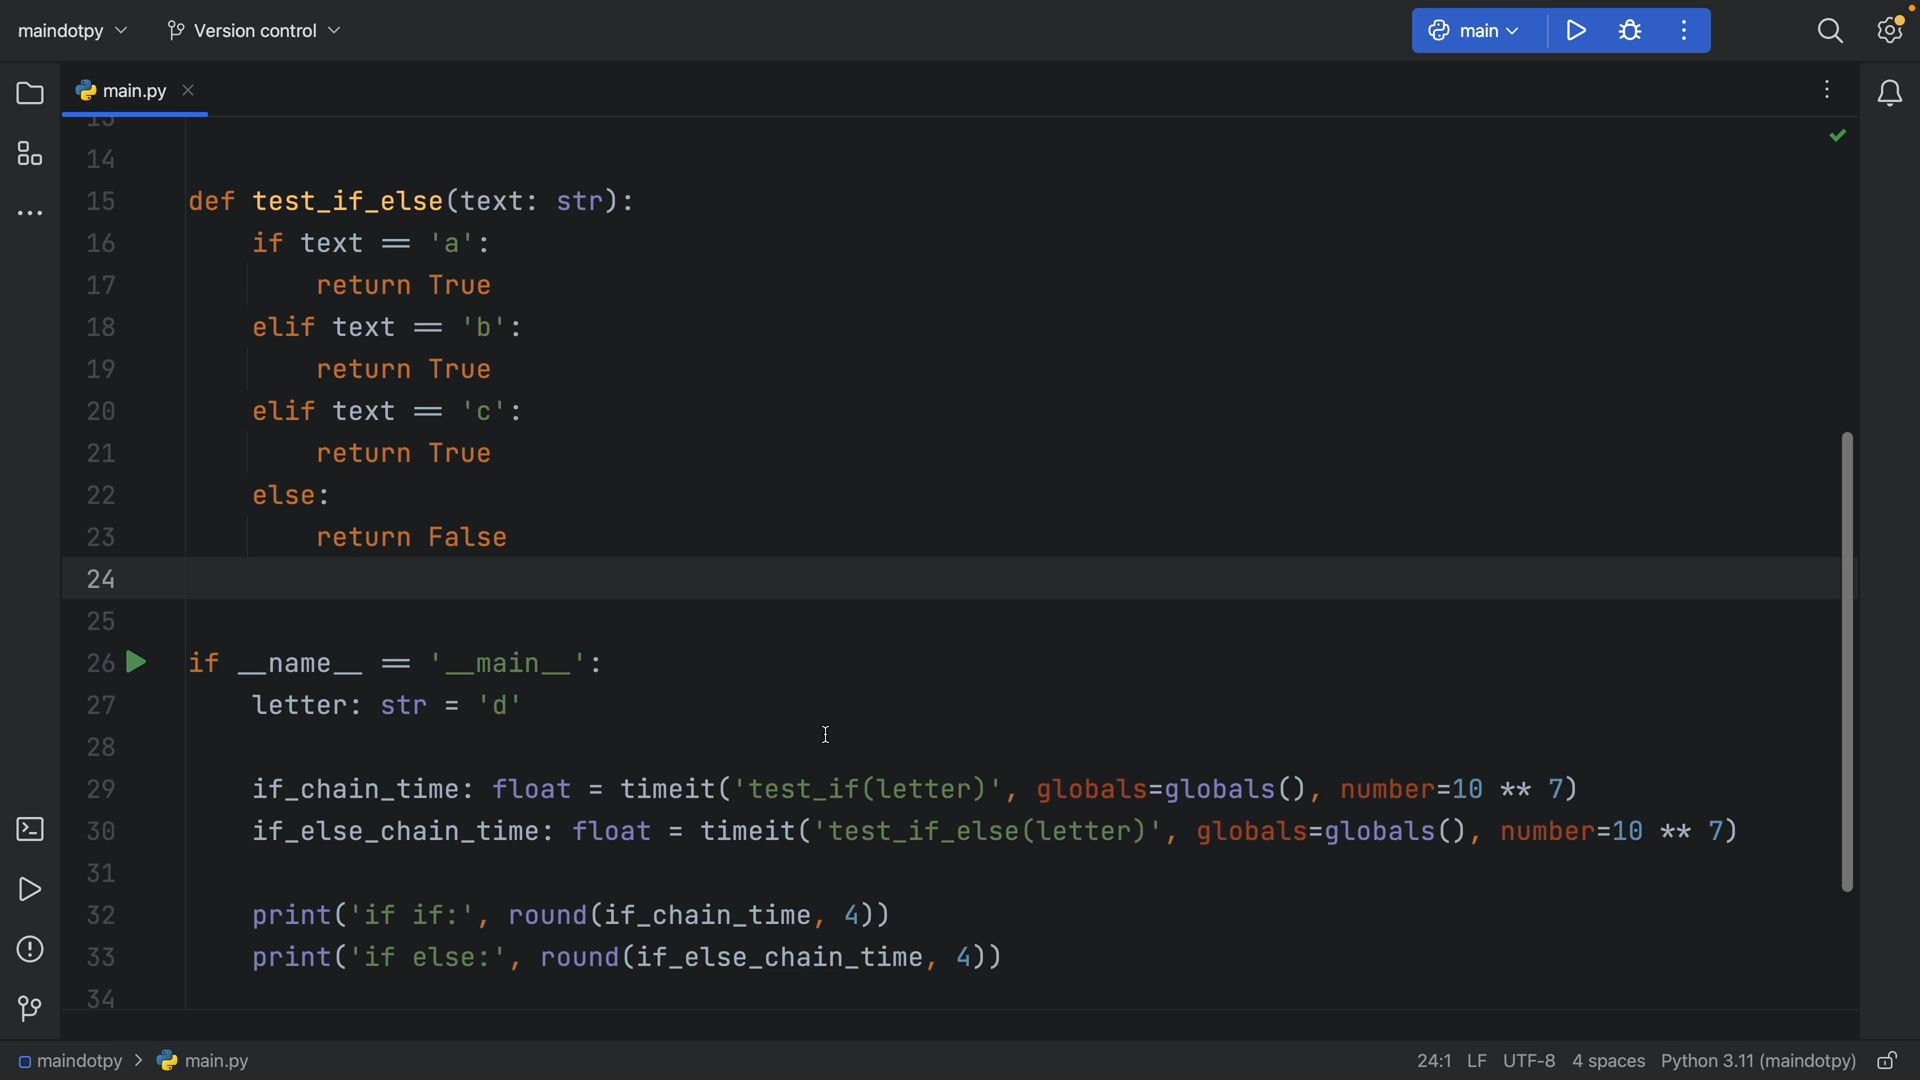 maindotpy Version control main
main.py
13
14
15 def test_if_else(text: str):
16 if text == 'a':
17 return True
18 elif text == 'b':
19 return True
20 elif text == 'c':
21 return True
22 else:
23 return False
24
25
26 if __name__ == '__main__':
27 letter: str = 'd'
28
29 if_chain_time: float = timeit('test_if(letter)', globals=globals(), number=10 ** 7)
30 if_else_chain_time: float = timeit('test_if_else(letter)', globals=globals(), number=10 ** 7)
31
32 print('if if:', round(if_chain_time, 4))
33 print('if else:', round(if_else_chain_time, 4))
34
maindotpy > main.py 24:1 LF UTF-8 4 spaces Python 3.11 (maindotpy)